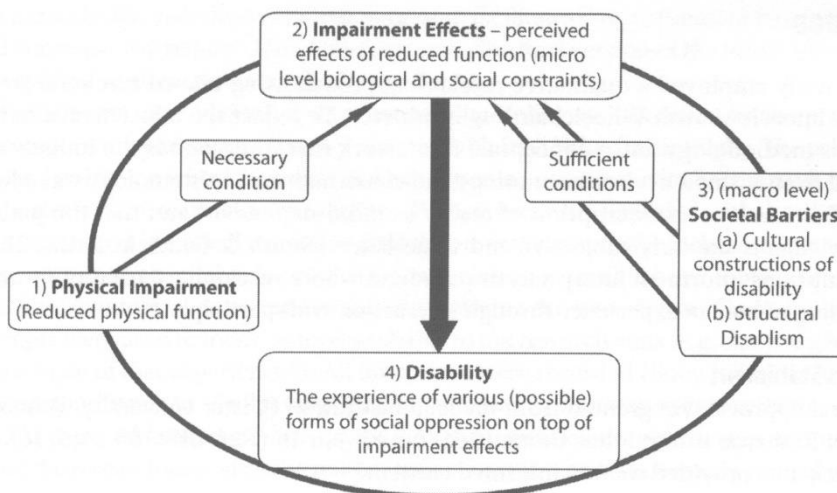 2) Impairment Effects – perceived
effects of reduced function (micro
level biological and social constraints)
Necessary
condition
Sufficient
conditions
3) (macro level)
Societal Barriers
(a) Cultural
construction of
disability
(b) Structural
Disablism
1) Physical Impairment
(Reduced physical function)
4) Disability
The experience of various (possible)
forms of social oppression on top of
impairment effects